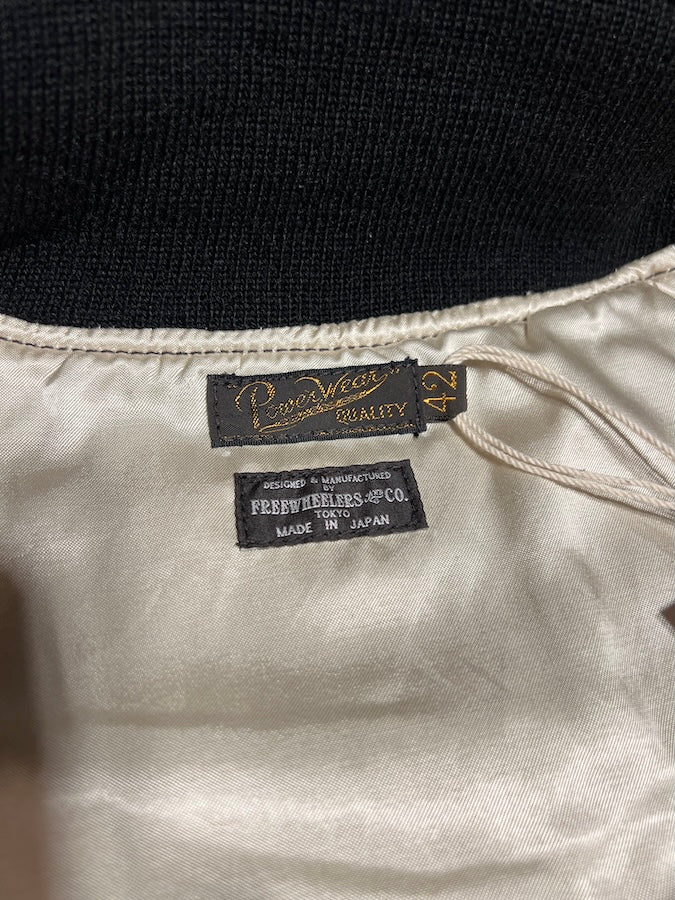 "Power Wear"
QUALITY
42
DESIGNED & MANUFACTURED
BY
FREEWHEELERS AND CO.
TOKYO
MADE IN JAPAN